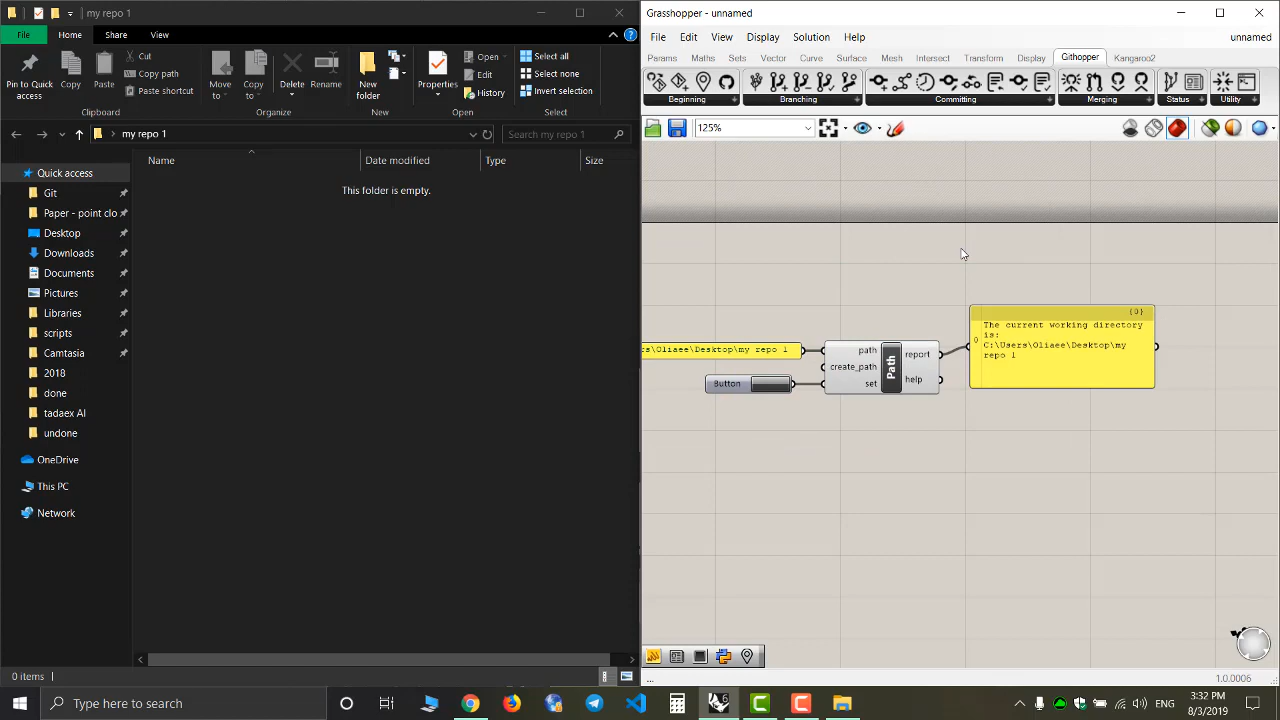 my repo 1
File
Home
Share
View
Pin to Quick access
Copy
Paste
Cut
Copy path
Paste shortcut
Clipboard
Move to
Copy to
Delete
Rename
Organize
New folder
New
Properties
Open
Edit
History
Open
Select all
Select none
Invert selection
Select
my repo 1
Search my repo 1
Name
Date modified
Type
Size
This folder is empty.
Quick access
Git
Paper - point clo
Desktop
Downloads
Documents
Pictures
Libraries
scripts
Camtasia
2018
done
tadaex AI
undone
OneDrive
This PC
Network
0 items
Grasshopper - unnamed
File
Edit
View
Display
Solution
Help
unnamed
Params
Maths
Sets
Vector
Curve
Surface
Mesh
Intersect
Transform
Display
Githopper
Kangaroo2
Beginning
Branching
Committing
Merging
Status
Utility
125%
{0}
The current working directory
is:
0
C:\Users\Oliaee\Desktop\my
repo 1
rs\Oliaee\Desktop\my repo 1
Button
path
create_path
set
Path
report
help
...
1.0.0006
Type here to search
6
3:32 PM
8/3/2019